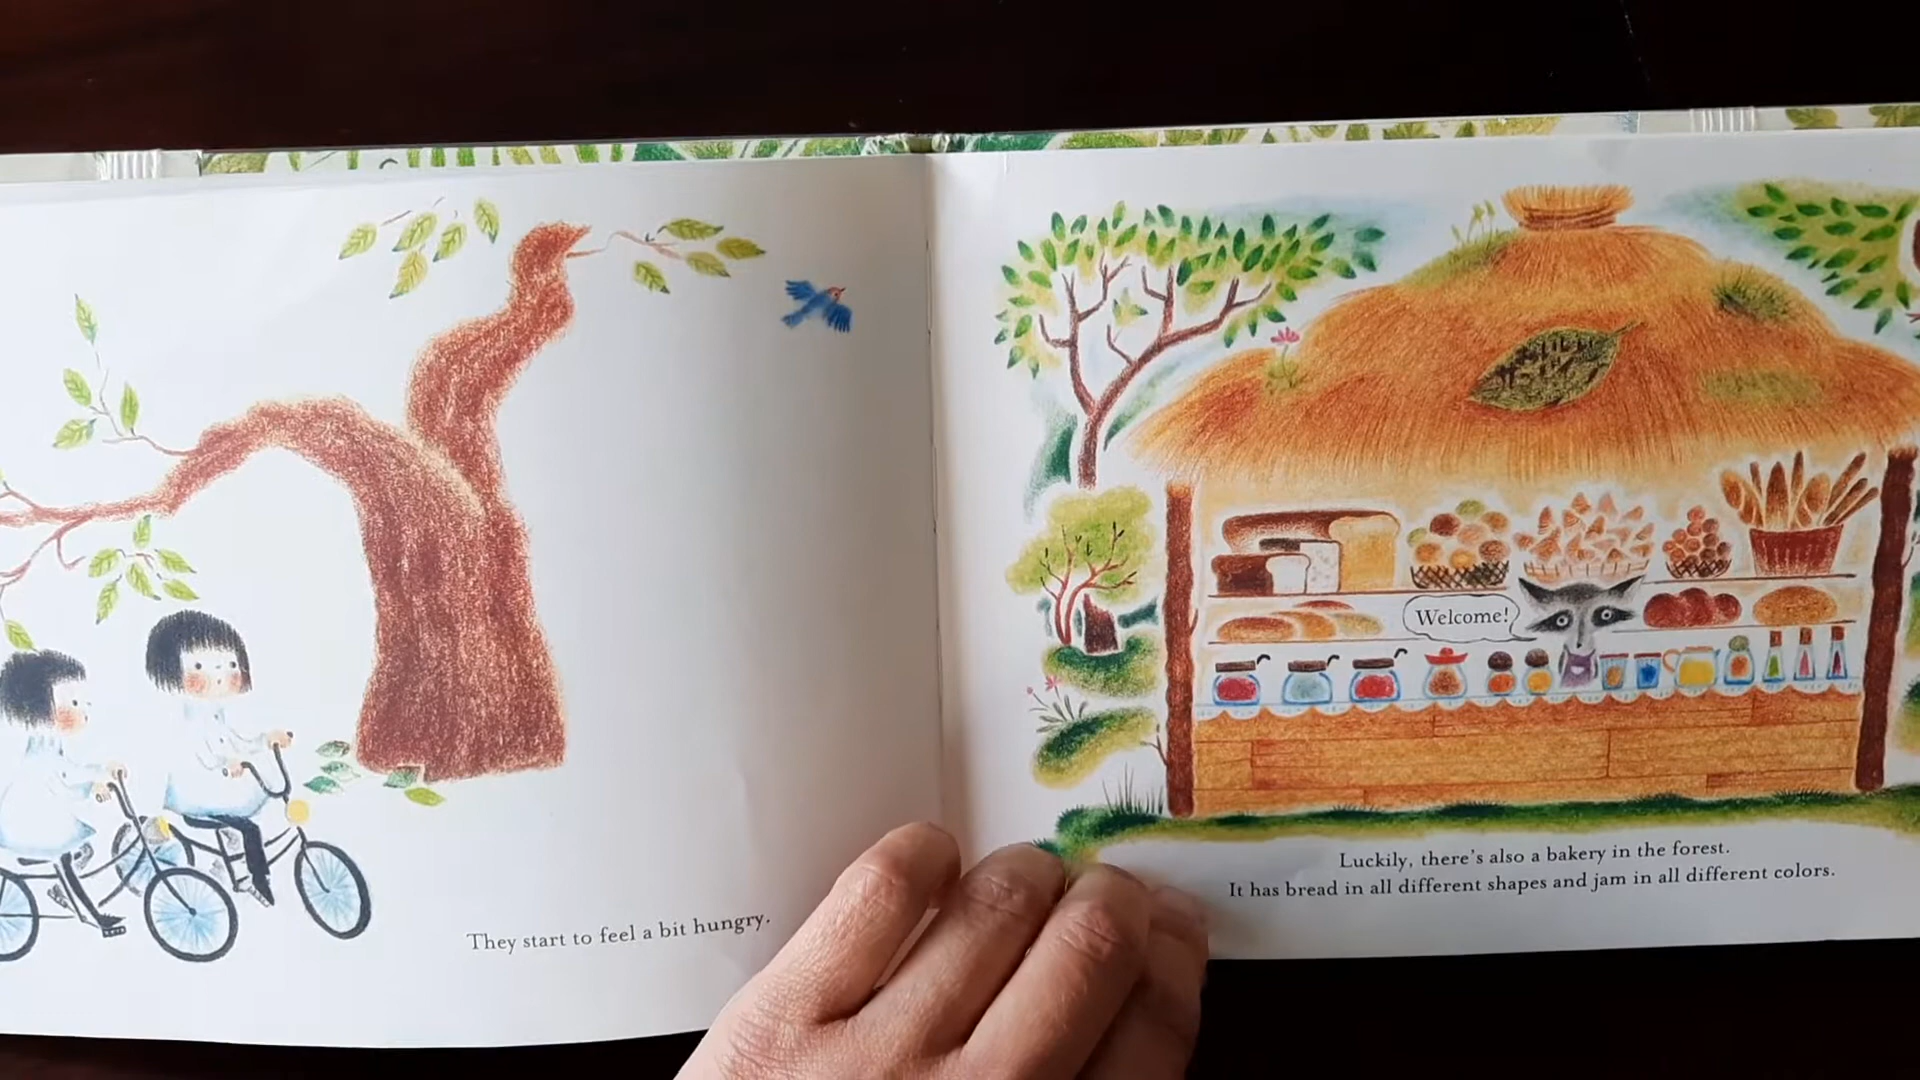 They start to feel a bit hungry.
Welcome!
Luckily, there's also a bakery in the forest.
It has bread in all different shapes and jam in all different colors.